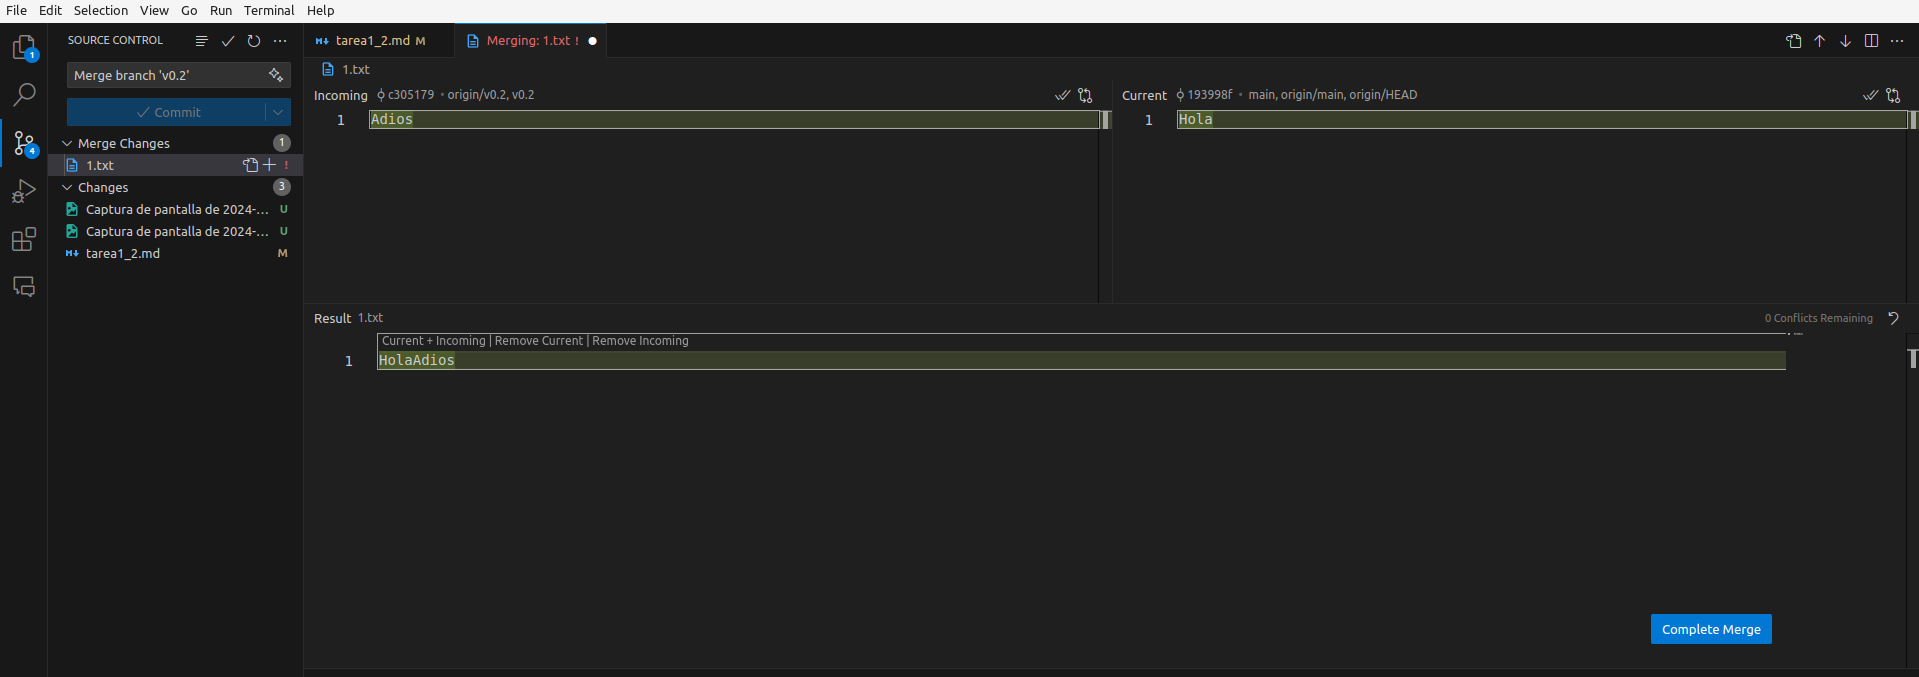 File Edit Selection View Go Run Terminal Help
SOURCE CONTROL
Merge branch 'v0.2'
Commit
Merge Changes 1
1.txt !
Changes 3
Captura de pantalla de 2024-... U
Captura de pantalla de 2024-... U
tarea1_2.md M
1
4
tarea1_2.md M
Merging: 1.txt !
1.txt
Incoming c305179 • origin/v0.2, v0.2
1 Adios
Current 193998f • main, origin/main, origin/HEAD
1 Hola
Result 1.txt
0 Conflicts Remaining
Current + Incoming | Remove Current | Remove Incoming
1 HolaAdios
Complete Merge